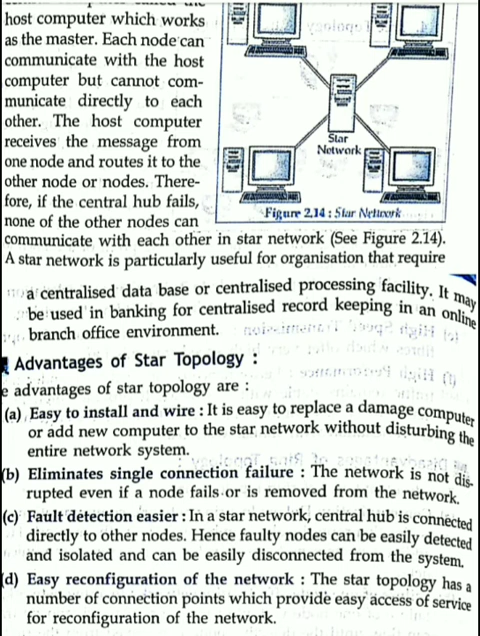 host computer which works
as the master. Each node can
communicate with the host
computer but cannot com-
municate directly to each
other. The host computer
receives the message from
one node and routes it to the
other node or nodes. There-
fore, if the central hub fails,
none of the other nodes can
Star
Network
Figure 2.14 : Star Network
communicate with each other in star network (See Figure 2.14).
A star network is particularly useful for organisation that require
a centralised data base or centralised processing facility. It may
be used in banking for centralised record keeping in an online
branch office environment.
Advantages of Star Topology :
e advantages of star topology are :
(a) Easy to install and wire : It is easy to replace a damage computer
or add new computer to the star network without disturbing the
entire network system.
(b) Eliminates single connection failure : The network is not dis-
rupted even if a node fails or is removed from the network.
(c) Fault detection easier : In a star network, central hub is connected
directly to other nodes. Hence faulty nodes can be easily detected
and isolated and can be easily disconnected from the system.
(d) Easy reconfiguration of the network : The star topology has a
number of connection points which provide easy access of service
for reconfiguration of the network.